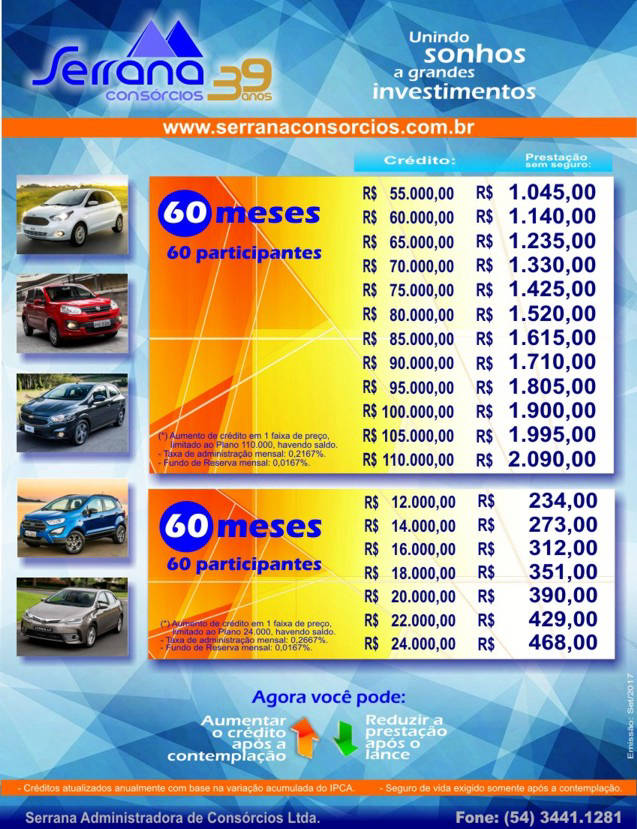 Serrana
CONSÓRCIOS 39 anos
Unindo
sonhos
a grandes
investimentos
www.serranaconsorcios.com.br
Crédito: Prestação
sem seguro:
60 meses
60 participantes
R$ 55.000,00 R$ 1.045,00
R$ 60.000,00 R$ 1.140,00
R$ 65.000,00 R$ 1.235,00
R$ 70.000,00 R$ 1.330,00
R$ 75.000,00 R$ 1.425,00
R$ 80.000,00 R$ 1.520,00
R$ 85.000,00 R$ 1.615,00
R$ 90.000,00 R$ 1.710,00
R$ 95.000,00 R$ 1.805,00
R$ 100.000,00 R$ 1.900,00
R$ 105.000,00 R$ 1.995,00
R$ 110.000,00 R$ 2.090,00
(*) Aumento de crédito em 1 faixa de preço,
limitado ao Plano 110.000, havendo saldo.
- Taxa de administração mensal: 0,2167%.
- Fundo de Reserva mensal: 0,0167%.
60 meses
60 participantes
R$ 12.000,00 R$ 234,00
R$ 14.000,00 R$ 273,00
R$ 16.000,00 R$ 312,00
R$ 18.000,00 R$ 351,00
R$ 20.000,00 R$ 390,00
R$ 22.000,00 R$ 429,00
R$ 24.000,00 R$ 468,00
(*) Aumento de crédito em 1 faixa de preço,
limitado ao Plano 24.000, havendo saldo.
- Taxa de administração mensal: 0,2667%.
- Fundo de Reserva mensal: 0,0167%.
Agora você pode:
Aumentar
o crédito
após a
contemplação
Reduzir a
prestação
após o
lance
Emissão: Set/2017
- Créditos atualizados anualmente com base na variação acumulada do IPCA. - Seguro de vida exigido somente após a contemplação.
Serrana Administradora de Consórcios Ltda. Fone: (54) 3441.1281